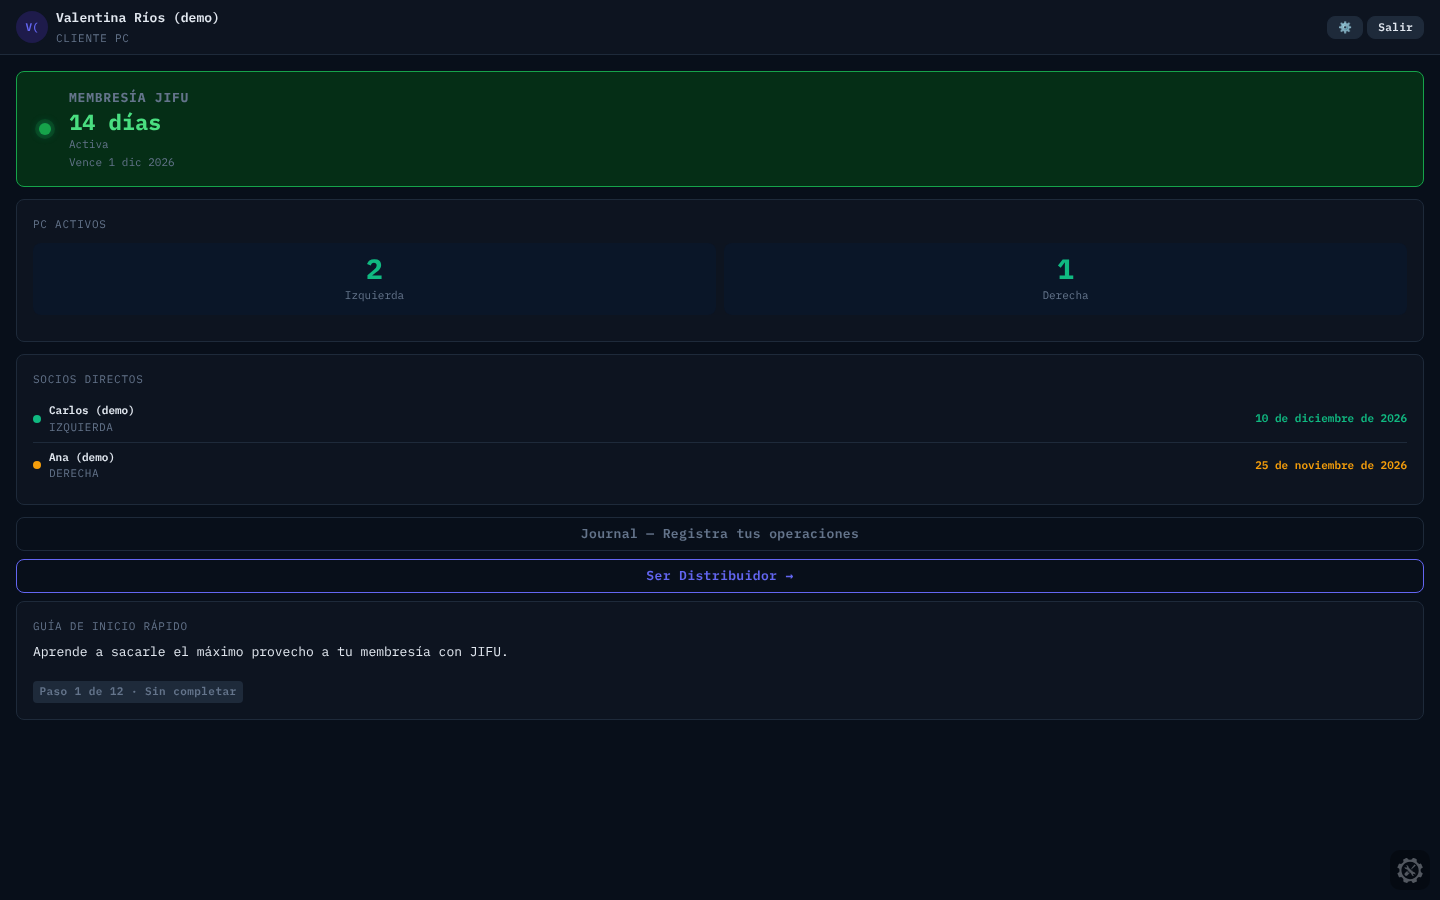 V(
Valentina Ríos (demo)
CLIENTE PC
Salir
MEMBRESÍA JIFU
14 días
Activa
Vence 1 dic 2026
PC ACTIVOS
2
Izquierda
1
Derecha
SOCIOS DIRECTOS
Carlos (demo)
IZQUIERDA
10 de diciembre de 2026
Ana (demo)
DERECHA
25 de noviembre de 2026
Journal — Registra tus operaciones
Ser Distribuidor →
GUÍA DE INICIO RÁPIDO
Aprende a sacarle el máximo provecho a tu membresía con JIFU.
Paso 1 de 12 · Sin completar